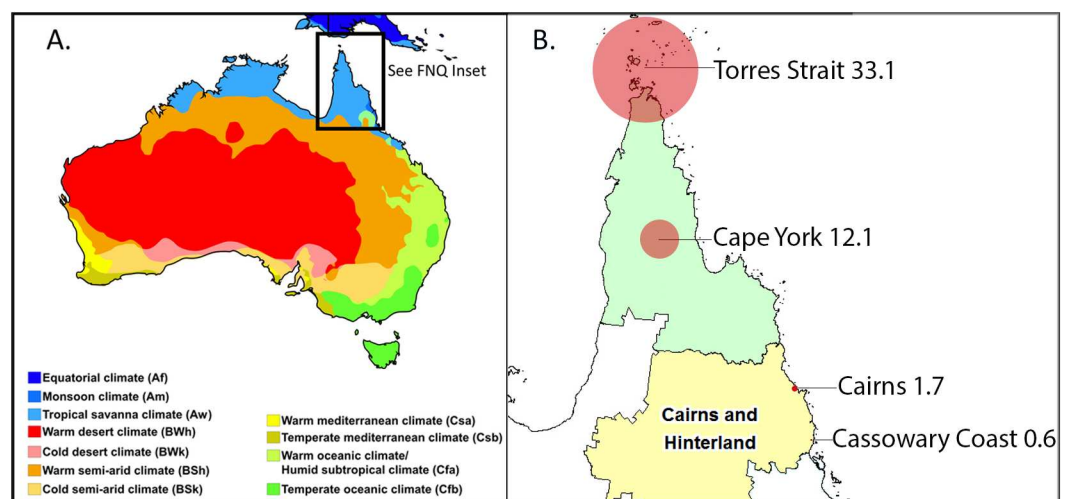 A.
See FNQ Inset
Equatorial climate (Af)
Monsoon climate (Am)
Tropical savanna climate (Aw)
Warm desert climate (BWh)
Cold desert climate (BWk)
Warm semi-arid climate (BSh)
Cold semi-arid climate (BSk)
Warm mediterranean climate (Csa)
Temperate mediterranean climate (Csb)
Warm oceanic climate/
Humid subtropical climate (Cfa)
Temperate oceanic climate (Cfb)
B.
Torres Strait 33.1
Cape York 12.1
Cairns 1.7
Cairns and
Hinterland
Cassowary Coast 0.6